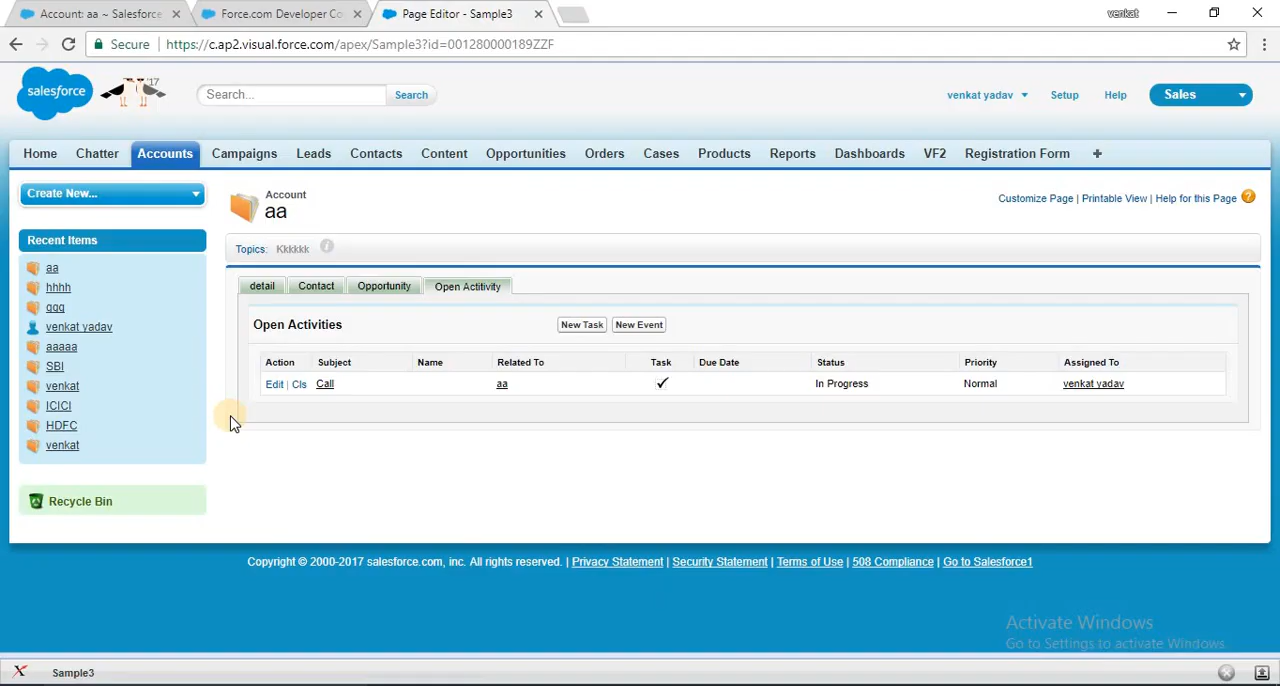 Account: aa ~ Salesforce
Force.com Developer Co
Page Editor - Sample3
venkat
Secure
https://c.ap2.visual.force.com/apex/Sample3?id=001280000189ZZF
salesforce
'17
Search...
Search
venkat yadav
Setup
Help
Sales
Home Chatter Accounts Campaigns Leads Contacts Content Opportunities Orders Cases Products Reports Dashboards VF2 Registration Form +
Create New...
Account
aa
Customize Page | Printable View | Help for this Page ?
Recent Items
aa
hhhh
qqq
venkat yadav
aaaaa
SBI
venkat
ICICI
HDFC
venkat
Recycle Bin
Topics: Kkkkkk i
detail Contact Opportunity Open Actitivity
Open Activities
New Task New Event
Action Subject Name Related To Task Due Date Status Priority Assigned To
Edit | Cls Call aa ✓ In Progress Normal venkat yadav
Copyright © 2000-2017 salesforce.com, inc. All rights reserved. | Privacy Statement | Security Statement | Terms of Use | 508 Compliance | Go to Salesforce1
Activate Windows
Go to Settings to activate Windows.
Sample3